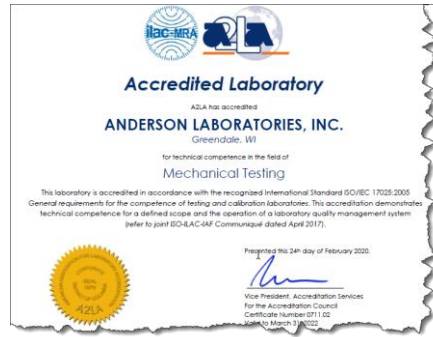 ilac-MRA
A2LA
Accredited Laboratory
A2LA has accredited
ANDERSON LABORATORIES, INC.
Greendale, WI
for technical competence in the field of
Mechanical Testing
This laboratory is accredited in accordance with the recognized International Standard ISO/IEC 17025:2005
General requirements for the competence of testing and calibration laboratories. This accreditation demonstrates
technical competence for a defined scope and the operation of a laboratory quality management system
(refer to joint ISO-ILAC-IAF Communiqué dated April 2017).
Presented this 24th day of February 2020.
Vice President, Accreditation Services
For the Accreditation Council
Certificate Number 0711.02
Valid to March 31, 2022
SEAL
A2LA